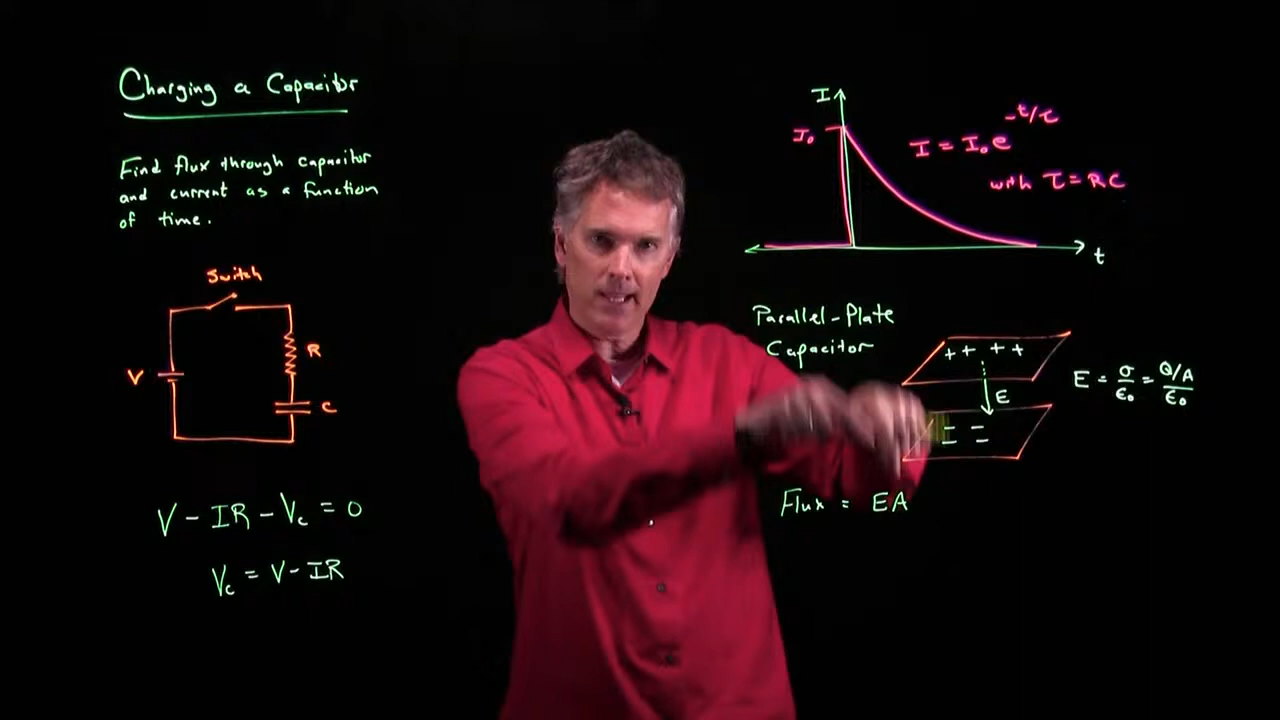 Charging a Capacitor
Find flux through capacitor
and current as a function
of time.
Switch
V
R
C
V - IR - Vc = 0
Vc = V - IR
I
I₀
I = I₀e^(-t/τ)
with τ = RC
t
Parallel-Plate
Capacitor
+ + + +
E
E = σ/ε₀ = Q/A/ε₀
Flux = EA